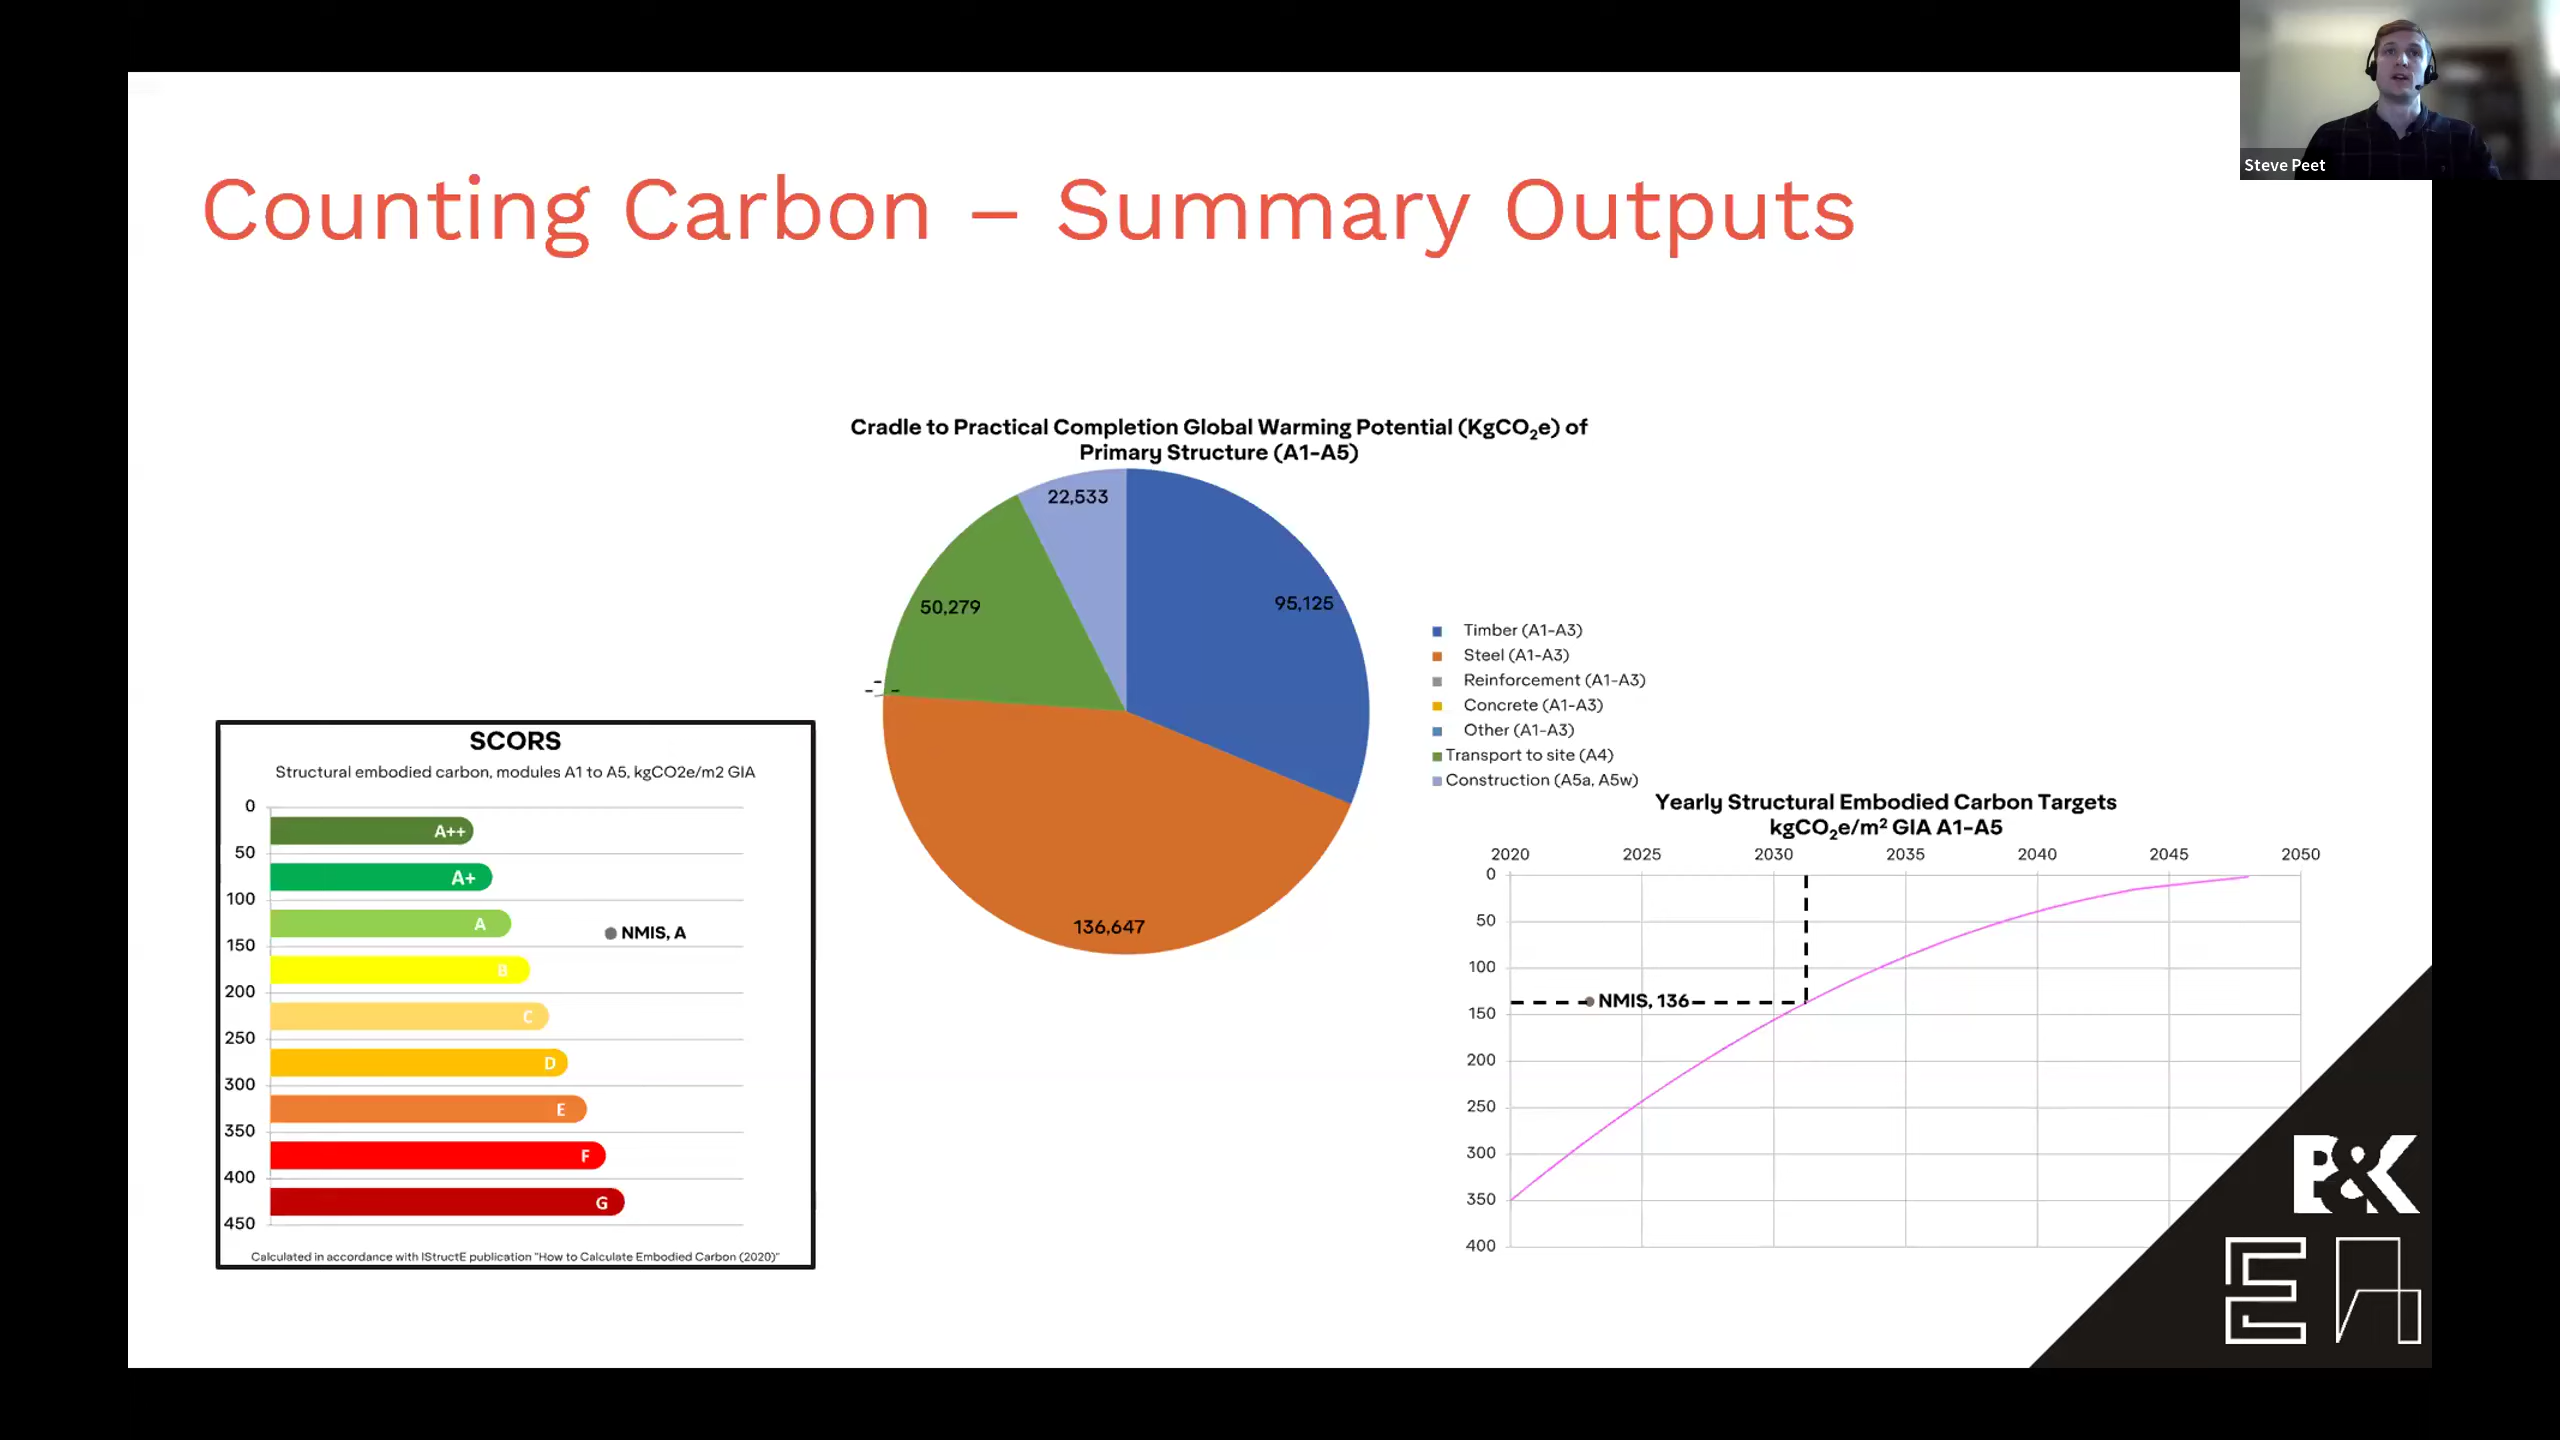 Steve Peet
Counting Carbon – Summary Outputs
Cradle to Practical Completion Global Warming Potential (KgCO₂e) of
Primary Structure (A1-A5)
22,533
95,125
50,279
136,647
- - -
Timber (A1-A3)
Steel (A1-A3)
Reinforcement (A1-A3)
Concrete (A1-A3)
Other (A1-A3)
Transport to site (A4)
Construction (A5a, A5w)
SCORS
Structural embodied carbon, modules A1 to A5, kgCO2e/m2 GIA
0
A++
50
A+
100
A
NMIS, A
150
B
200
C
250
D
300
E
350
F
400
G
450
Calculated in accordance with IStructE publication "How to Calculate Embodied Carbon (2020)"
Yearly Structural Embodied Carbon Targets
kgCO₂e/m² GIA A1-A5
2020 2025 2030 2035 2040 2045 2050
0
50
100
NMIS, 136
150
200
250
300
350
400
B&K